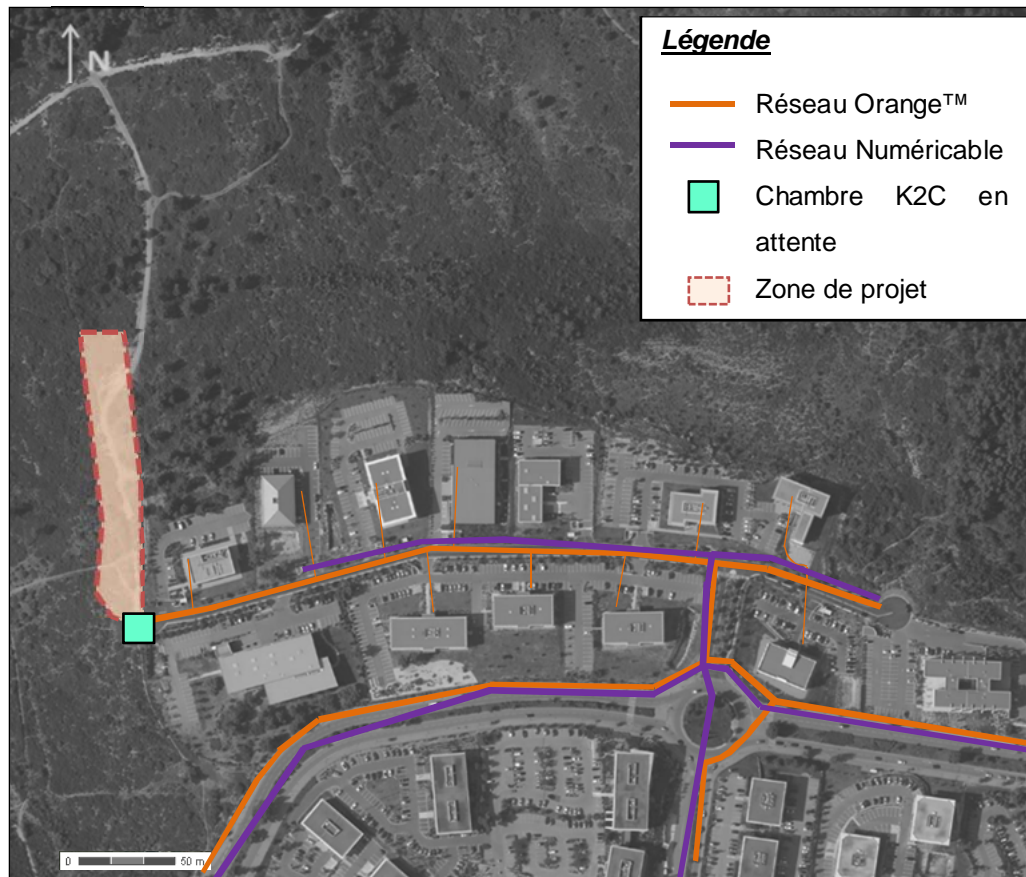 N
Légende
Réseau Orange™
Réseau Numéricable
Chambre K2C en
attente
Zone de projet
0 50 m